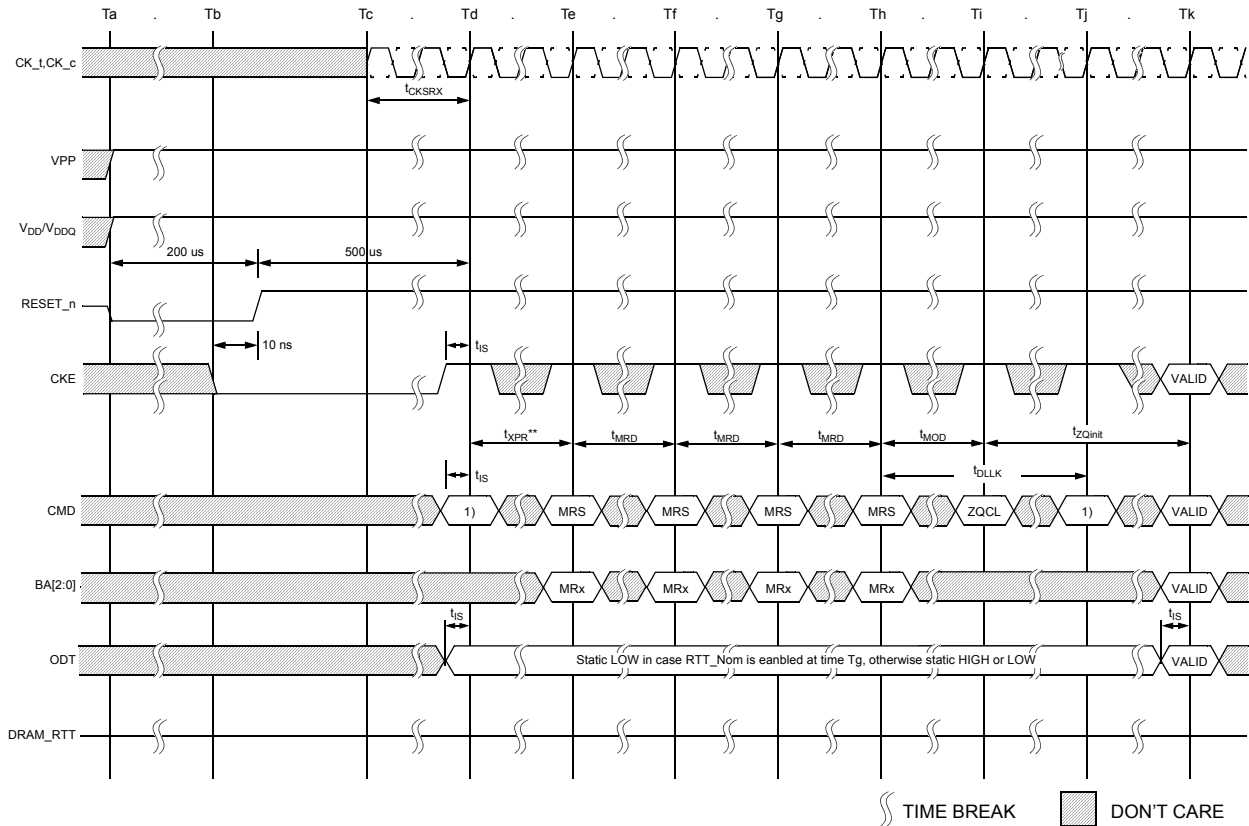 Ta . Tb Tc . Td . Te . Tf . Tg . Th . Ti . Tj . Tk
CK_t,CK_c
tCKSRX
VPP
VDD/VDDQ
200 us 500 us
RESET_n
10 ns tIS
CKE VALID
tXPR** tMRD tMRD tMRD tMOD tZQinit
tIS tDLLK
CMD 1) MRS MRS MRS MRS ZQCL 1) VALID
BA[2:0] MRx MRx MRx MRx VALID
tIS tIS
ODT Static LOW in case RTT_Nom is eanbled at time Tg, otherwise static HIGH or LOW VALID
DRAM_RTT
TIME BREAK DON'T CARE